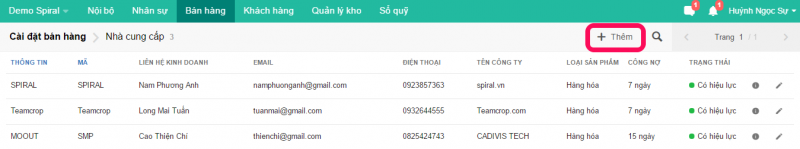 Demo Spiral Nội bộ Nhân sự Bán hàng Khách hàng Quản lý kho Sổ quỹ 1 1 Huỳnh Ngọc Sự
Cài đặt bán hàng Nhà cung cấp 3 + Thêm Trang 1 / 1
THÔNG TIN MÃ LIÊN HỆ KINH DOANH EMAIL ĐIỆN THOẠI TÊN CÔNG TY LOẠI SẢN PHẨM CÔNG NỢ TRẠNG THÁI
SPIRAL SPIRAL Nam Phương Anh namphuonganh@gmail.com 0923857363 spiral.vn Hàng hóa 7 ngày Có hiệu lực
Teamcrop Teamcrop Long Mai Tuấn tuanmai@gmail.com 0932644555 Teamcrop.com Hàng hóa 7 ngày Có hiệu lực
MOOUT SMP Cao Thiện Chí thienchi@gmail.com 0825424743 CADIVIS TECH Hàng hóa 15 ngày Có hiệu lực